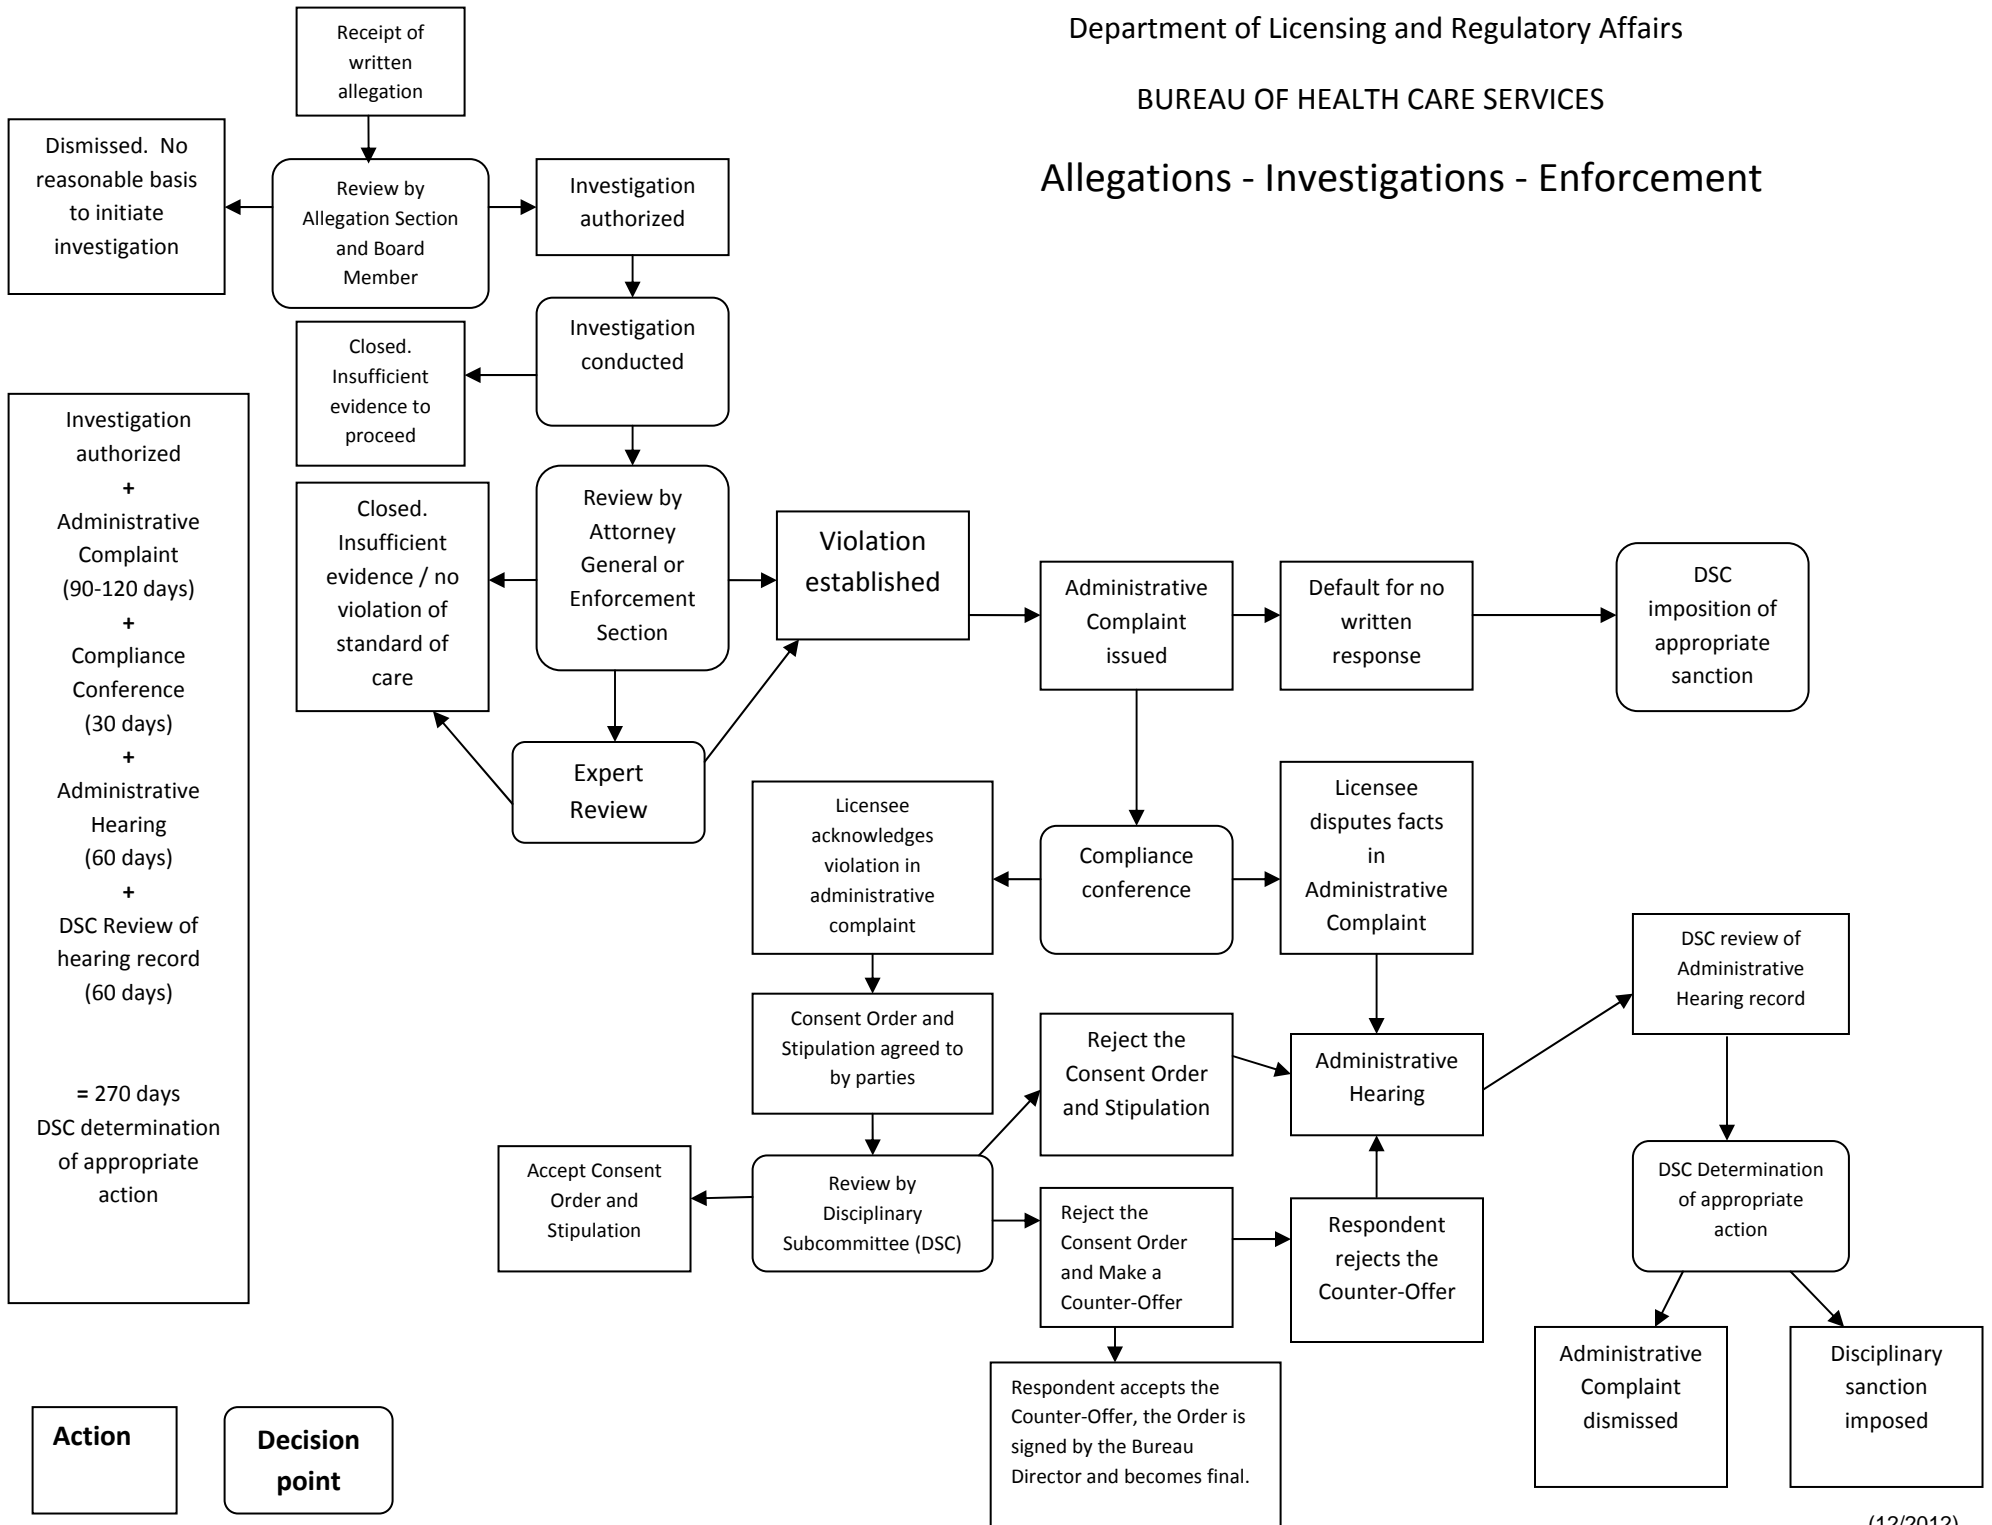 Department of Licensing and Regulatory Affairs
BUREAU OF HEALTH CARE SERVICES
Allegations - Investigations - Enforcement
Receipt of
written
allegation
Dismissed. No
reasonable basis
to initiate
investigation
Review by
Allegation Section
and Board
Member
Investigation
authorized
Closed.
Insufficient
evidence to
proceed
Investigation
conducted
Investigation
authorized
+
Administrative
Complaint
(90-120 days)
+
Compliance
Conference
(30 days)
+
Administrative
Hearing
(60 days)
+
DSC Review of
hearing record
(60 days)
= 270 days
DSC determination
of appropriate
action
Closed.
Insufficient
evidence / no
violation of
standard of
care
Review by
Attorney
General or
Enforcement
Section
Violation
established
Administrative
Complaint
issued
Default for no
written
response
DSC
imposition of
appropriate
sanction
Expert
Review
Licensee
acknowledges
violation in
administrative
complaint
Compliance
conference
Licensee
disputes facts
in
Administrative
Complaint
DSC review of
Administrative
Hearing record
Consent Order and
Stipulation agreed to
by parties
Reject the
Consent Order
and Stipulation
Administrative
Hearing
Accept Consent
Order and
Stipulation
Review by
Disciplinary
Subcommittee (DSC)
Reject the
Consent Order
and Make a
Counter-Offer
Respondent
rejects the
Counter-Offer
DSC Determination
of appropriate
action
Respondent accepts the
Counter-Offer, the Order is
signed by the Bureau
Director and becomes final.
Administrative
Complaint
dismissed
Disciplinary
sanction
imposed
Action
Decision
point
(12/2012)